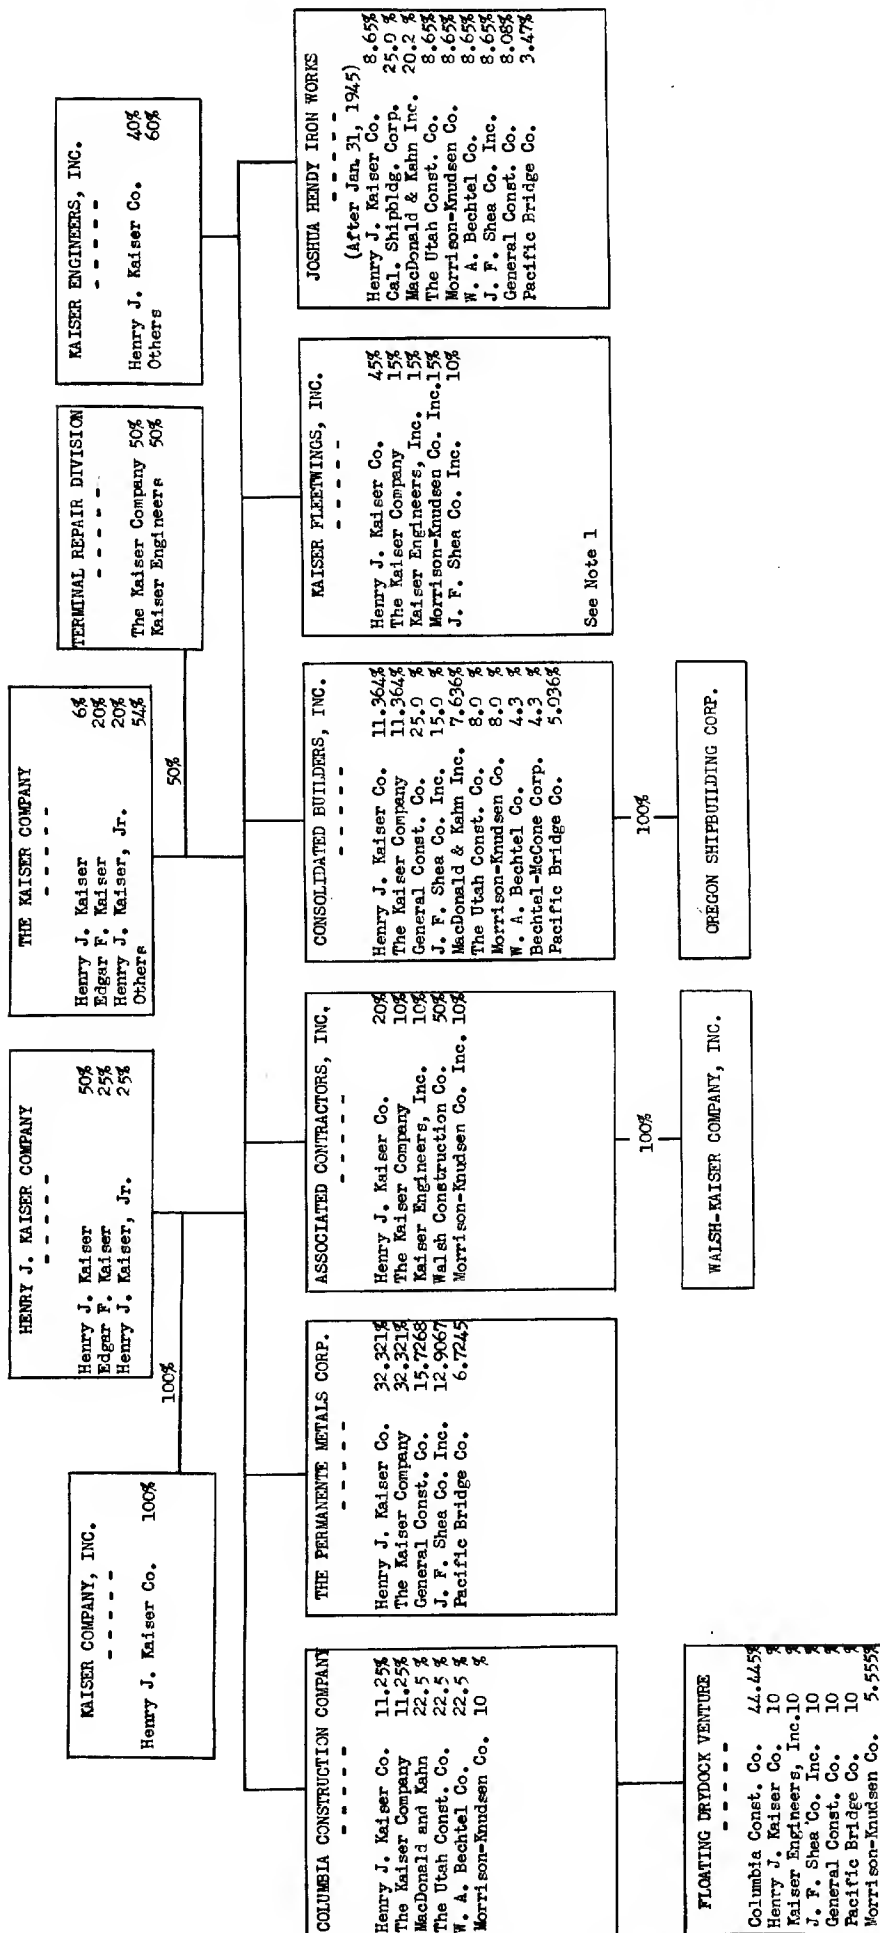 KAISER COMPANY, INC.
- - - - -
Henry J. Kaiser Co. 100%
100%
HENRY J. KAISER COMPANY
- - - - -
Henry J. Kaiser 50%
Edgar F. Kaiser 25%
Henry J. Kaiser, Jr. 25%
THE KAISER COMPANY
- - - - -
Henry J. Kaiser 6%
Edgar F. Kaiser 20%
Henry J. Kaiser, Jr. 20%
Others 54%
50%
TERMINAL REPAIR DIVISION
- - - - -
The Kaiser Company 50%
Kaiser Engineers 50%
KAISER ENGINEERS, INC.
- - - - -
Henry J. Kaiser Co. 40%
Others 60%
COLUMBIA CONSTRUCTION COMPANY
- - - - -
Henry J. Kaiser Co. 11.25%
The Kaiser Company 11.25%
MacDonald and Kahn 22.5 %
The Utah Const. Co. 22.5 %
W. A. Bechtel Co. 22.5 %
Morrison-Knudsen Co. 10 %
THE PERMANENTE METALS CORP.
- - - - -
Henry J. Kaiser Co. 32.321%
The Kaiser Company 32.321%
General Const. Co. 15.7268
J. F. Shea Co. Inc. 12.9067
Pacific Bridge Co. 6.7245
ASSOCIATED CONTRACTORS, INC.
- - - - -
Henry J. Kaiser Co. 20%
The Kaiser Company 10%
Kaiser Engineers, Inc. 10%
Walsh Construction Co. 50%
Morrison-Knudsen Co. Inc. 10%
CONSOLIDATED BUILDERS, INC.
- - - - -
Henry J. Kaiser Co. 11.364%
The Kaiser Company 11.364%
General Const. Co. 25.0 %
J. F. Shea Co. Inc. 15.0 %
MacDonald & Kahn Inc. 7.636%
The Utah Const. Co. 8.0 %
Morrison-Knudsen Co. 8.0 %
W. A. Bechtel Co. 4.3 %
Bechtel-McCone Corp. 4.3 %
Pacific Bridge Co. 5.036%
KAISER FLEETWINGS, INC.
- - - - -
Henry J. Kaiser Co. 45%
The Kaiser Company 15%
Kaiser Engineers, Inc. 15%
Morrison-Knudsen Co. Inc.15%
J. F. Shea Co. Inc. 10%
See Note 1
JOSHUA HENDY IRON WORKS
- - - - -
(After Jan. 31, 1945)
Henry J. Kaiser Co. 8.65%
Cal. Shipbldg. Corp. 25.0 %
MacDonald & Kahn Inc. 20.2 %
The Utah Const. Co. 8.65%
Morrison-Knudsen Co. 8.65%
W. A. Bechtel Co. 8.65%
J. F. Shea Co. Inc. 8.65%
General Const. Co. 8.08%
Pacific Bridge Co. 3.47%
FLOATING DRYDOCK VENTURE
- - - - -
Columbia Const. Co. 44.445%
Henry J. Kaiser Co. 10 %
Kaiser Engineers, Inc.10 %
J. F. Shea Co. Inc. 10 %
General Const. Co. 10 %
Pacific Bridge Co. 10 %
Morrison-Knudsen Co. 5.555%
100%
WALSH-KAISER COMPANY, INC.
100%
OREGON SHIPBUILDING CORP.